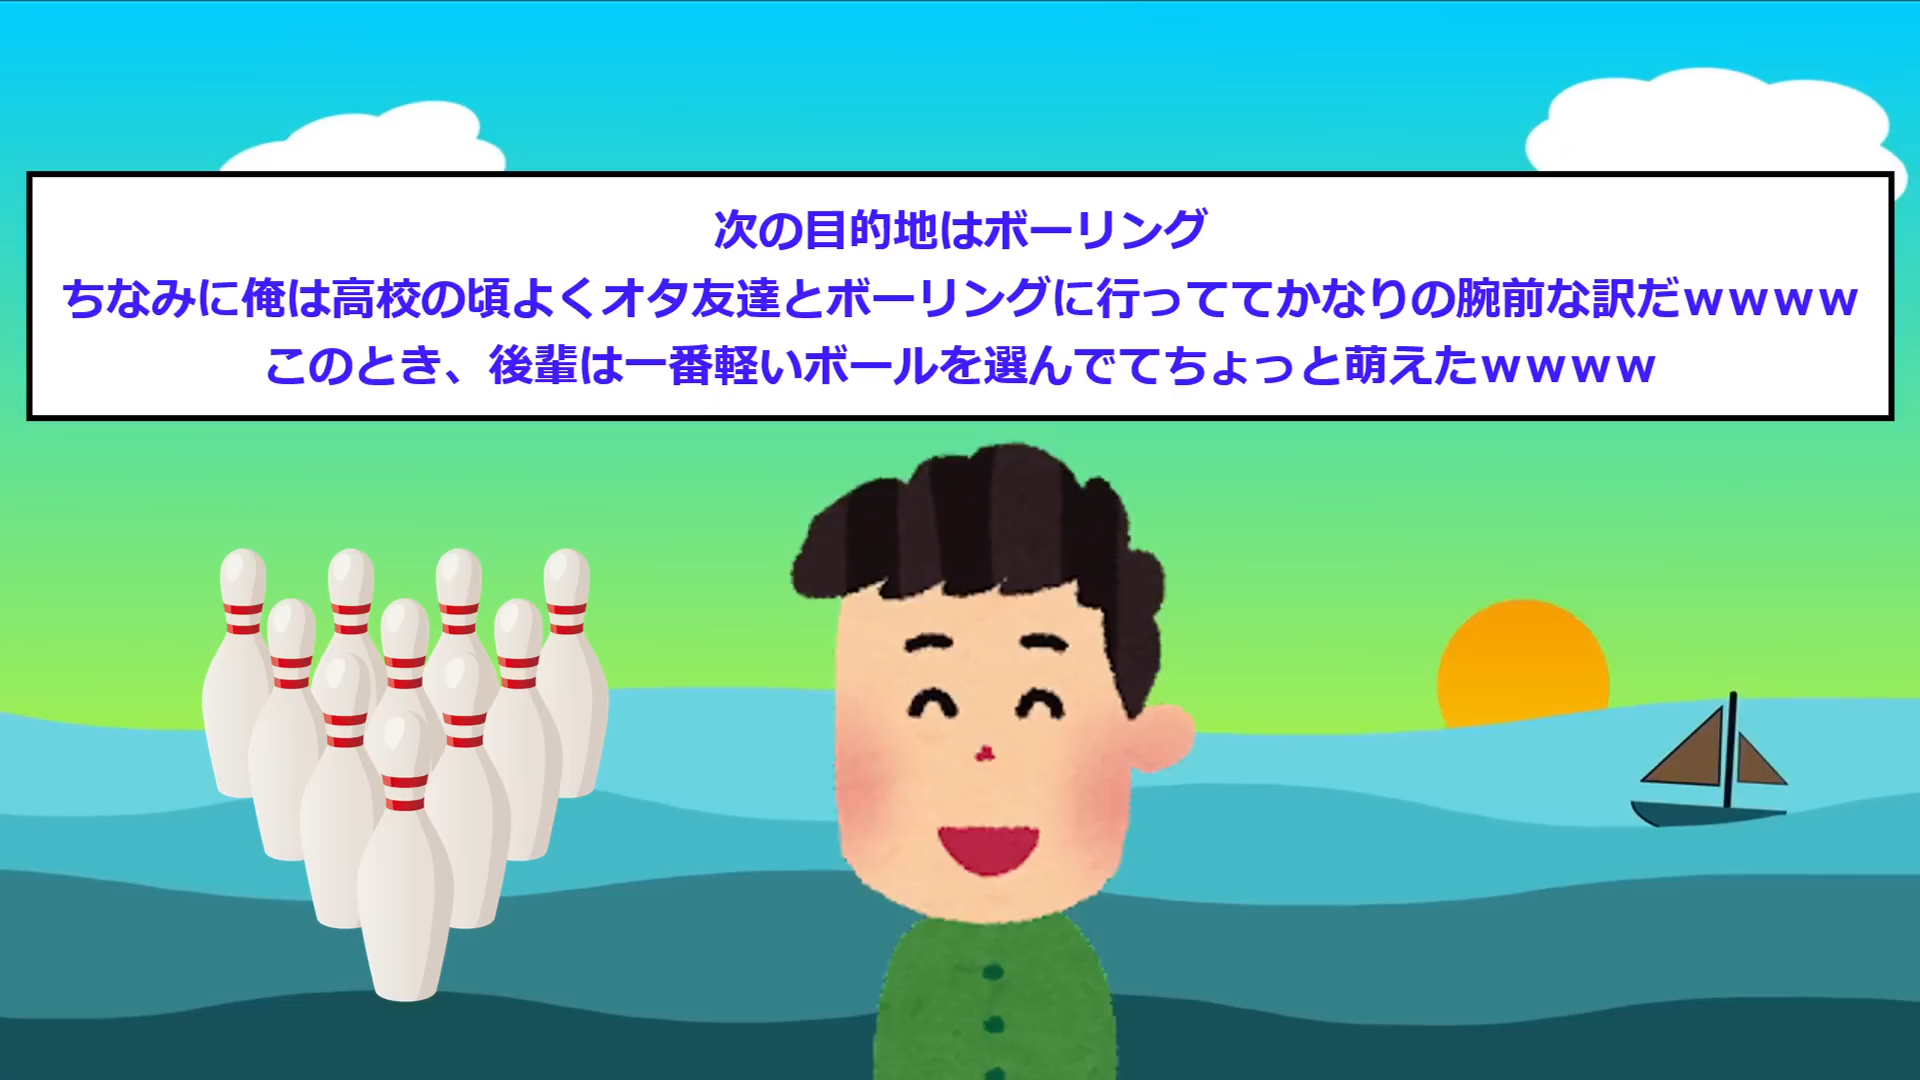 次の目的地はボーリング
ちなみに俺は高校の頃よくオタ友達とボーリングに行っててかなりの腕前な訳だｗｗｗｗ
このとき、後輩は一番軽いボールを選んでてちょっと萌えたｗｗｗｗ